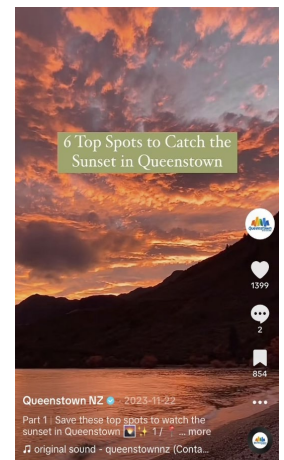 6 Top Spots to Catch the
Sunset in Queenstown
1399
2
854
Queenstown NZ · 2023-11-22
Part 1 | Save these top spots to watch the
sunset in Queenstown 🌄✨ 1 / 📍 ... more
♫ original sound - queenstownnz (Conta...